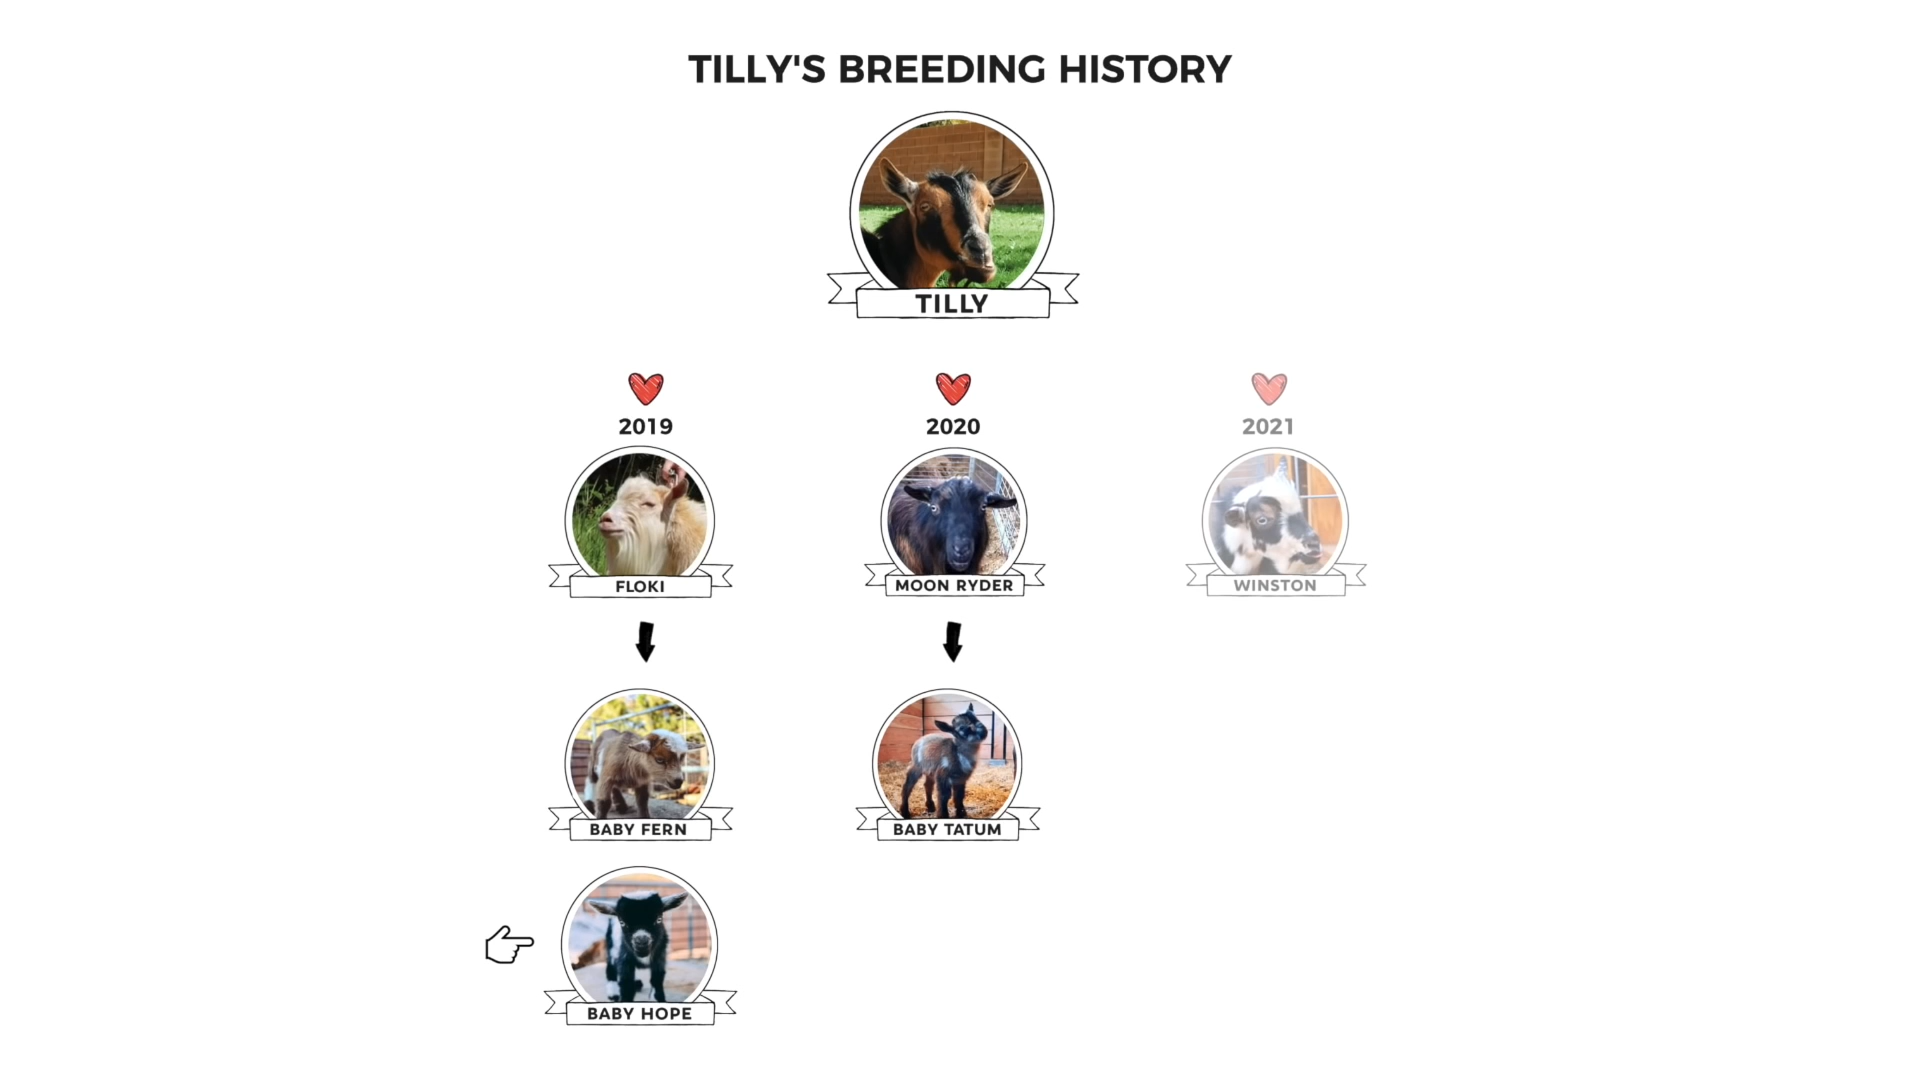 TILLY'S BREEDING HISTORY
TILLY
2019
2020
2021
FLOKI
MOON RYDER
WINSTON
BABY FERN
BABY TATUM
BABY HOPE